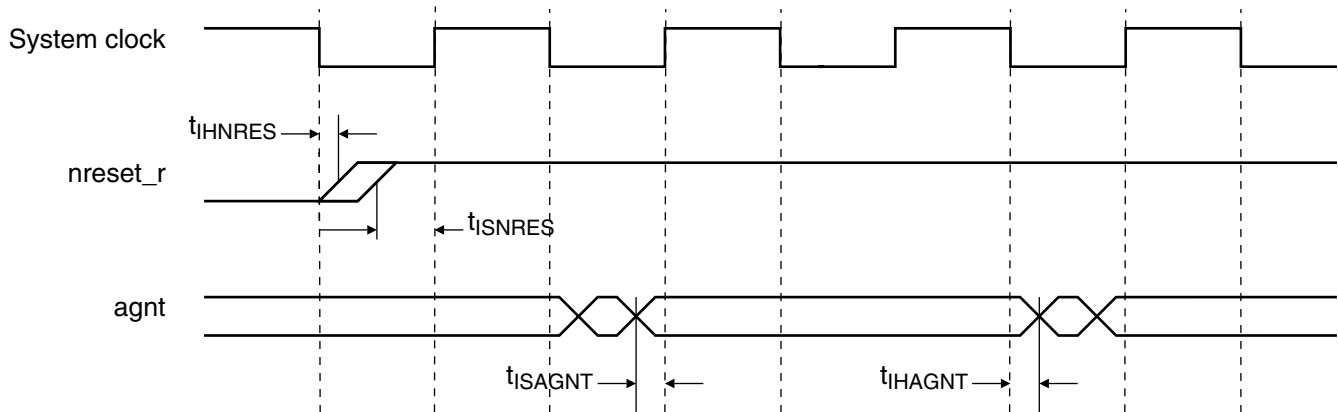 System clock
tIHNRES
nreset_r
tISNRES
agnt
tISAGNT
tIHAGNT